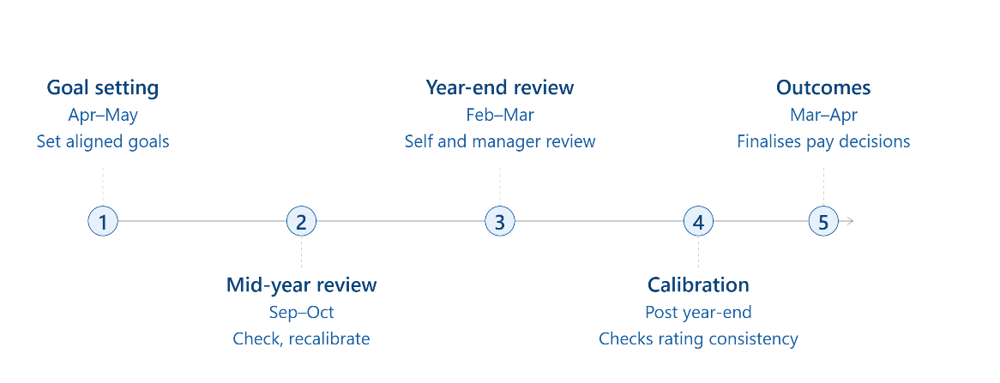 Goal setting
Apr–May
Set aligned goals
Year-end review
Feb–Mar
Self and manager review
Outcomes
Mar–Apr
Finalises pay decisions
1
2
3
4
5
Mid-year review
Sep–Oct
Check, recalibrate
Calibration
Post year-end
Checks rating consistency